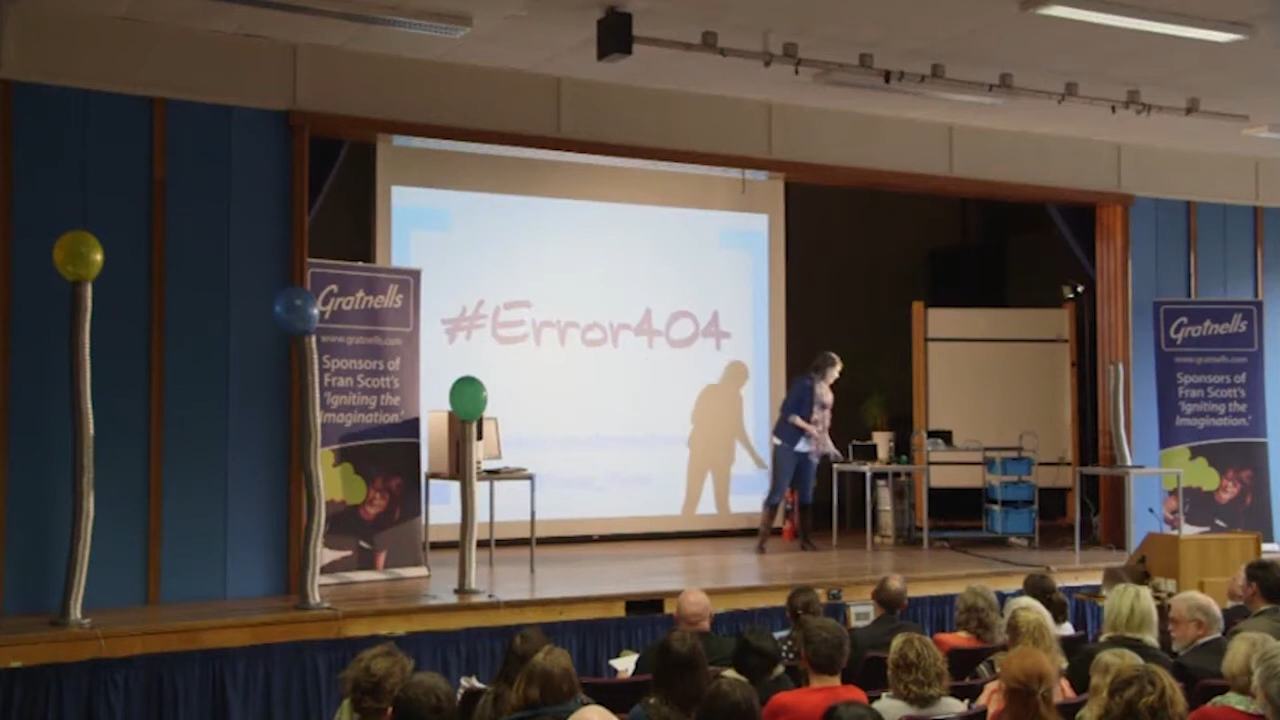 #Error404
Gratnells
www.gratnells.com
Sponsors of
Fran Scott's
'Igniting the
Imagination.'
Gratnells
www.gratnells.com
Sponsors of
Fran Scott's
'Igniting the
Imagination.'